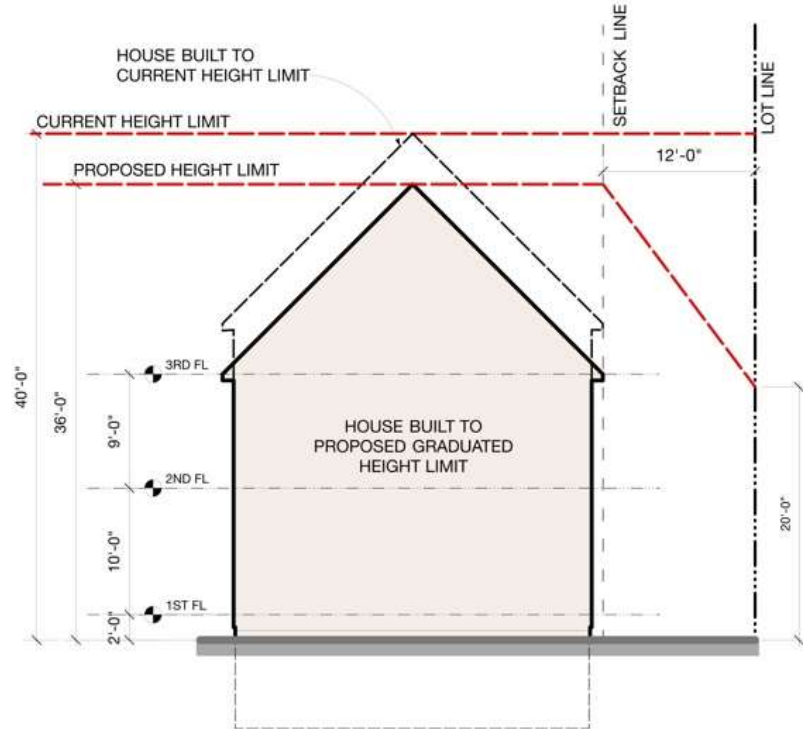 HOUSE BUILT TO
CURRENT HEIGHT LIMIT
SETBACK LINE
LOT LINE
CURRENT HEIGHT LIMIT
12'-0"
PROPOSED HEIGHT LIMIT
3RD FL
40'-0"
36'-0"
9'-0"
HOUSE BUILT TO
PROPOSED GRADUATED
HEIGHT LIMIT
2ND FL
20'-0"
10'-0"
1ST FL
2'-0"